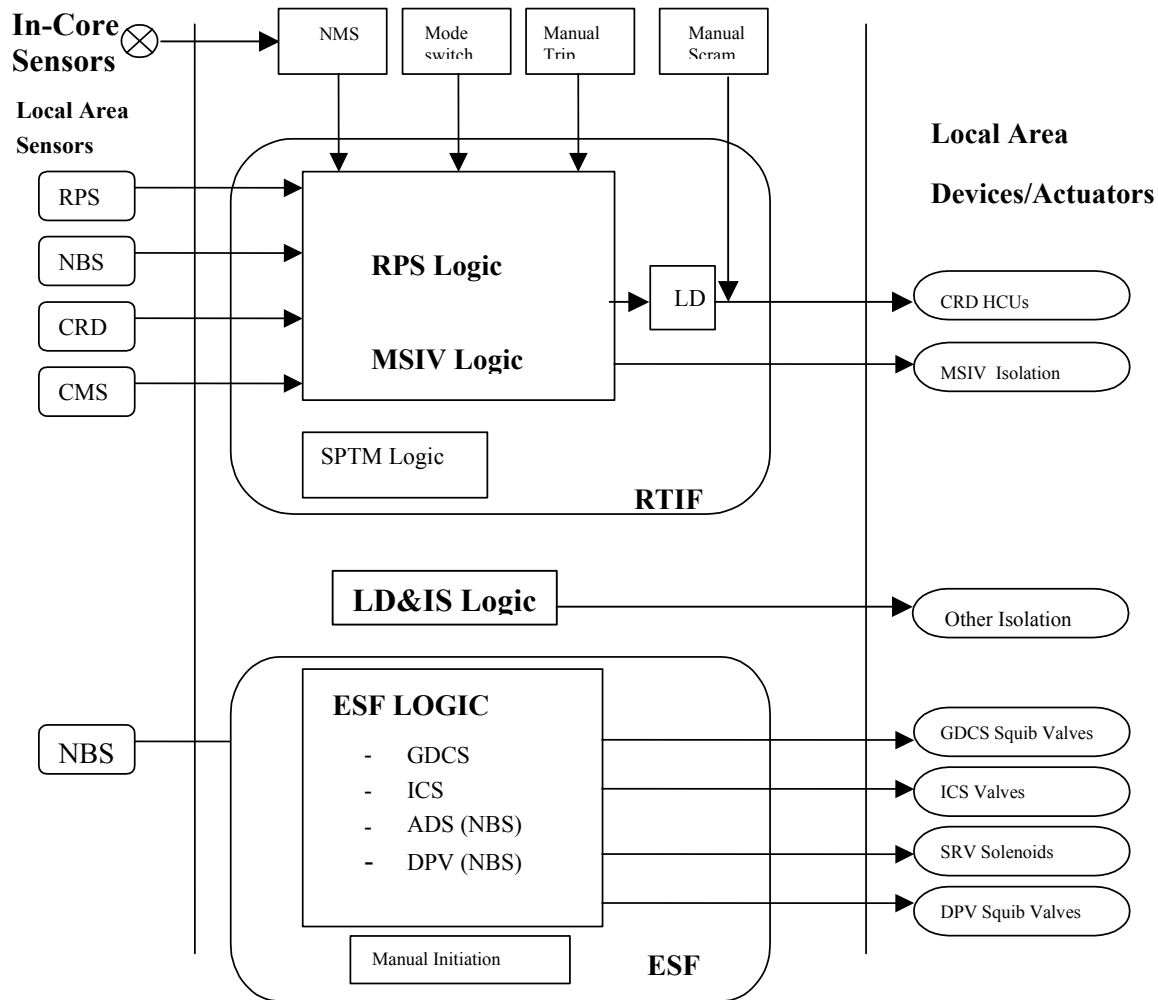 In-Core
Sensors
NMS
Mode
switch
Manual
Trip
Manual
Scram
Local Area
Sensors
Local Area
Devices/Actuators
RPS
NBS
CRD
CMS
RPS Logic
MSIV Logic
LD
CRD HCUs
MSIV Isolation
SPTM Logic
RTIF
LD&IS Logic
Other Isolation
NBS
ESF LOGIC
- GDCS
- ICS
- ADS (NBS)
- DPV (NBS)
GDCS Squib Valves
ICS Valves
SRV Solenoids
DPV Squib Valves
Manual Initiation
ESF